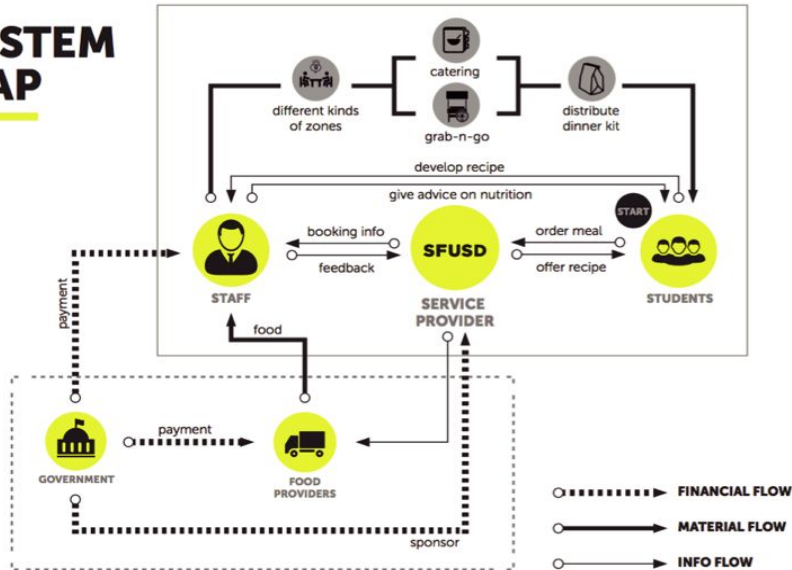 STEM
AP
different kinds
of zones
catering
grab-n-go
distribute
dinner kit
develop recipe
give advice on nutrition
START
booking info
feedback
SFUSD
order meal
offer recipe
STAFF
SERVICE
PROVIDER
STUDENTS
payment
food
payment
GOVERNMENT
FOOD
PROVIDERS
sponsor
FINANCIAL FLOW
MATERIAL FLOW
INFO FLOW